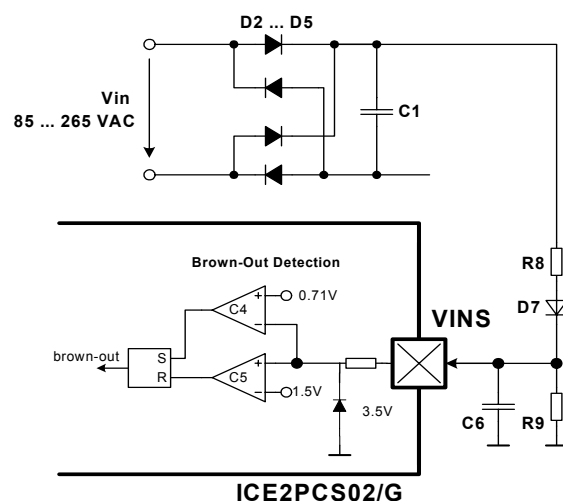 D2 ... D5
Vin
85 ... 265 VAC
C1
Brown-Out Detection
R8
D7
VINS
C4
+
0.71V
−
brown-out
S
R
C5
+
−
1.5V
3.5V
C6
R9
ICE2PCS02/G